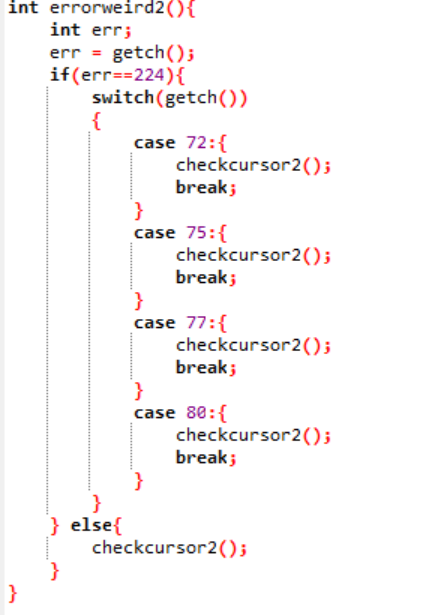 int errorweird2(){
    int err;
    err = getch();
    if(err==224){
        switch(getch())
        {
            case 72:{
                checkcursor2();
                break;
            }
            case 75:{
                checkcursor2();
                break;
            }
            case 77:{
                checkcursor2();
                break;
            }
            case 80:{
                checkcursor2();
                break;
            }
        }
    } else{
        checkcursor2();
    }
}